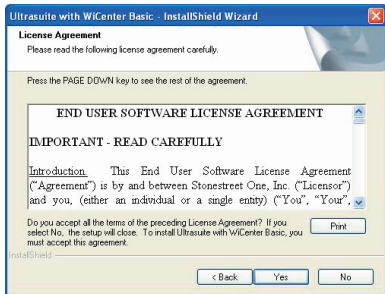 Ultrasuite with WiCenter Basic - InstallShield Wizard
License Agreement
Please read the following license agreement carefully.
Press the PAGE DOWN key to see the rest of the agreement.
END USER SOFTWARE LICENSE AGREEMENT
IMPORTANT - READ CAREFULLY
Introduction. This End User Software License Agreement
("Agreement") is by and between Stonestreet One, Inc. ("Licensor")
and you, (either an individual or a single entity) ("You", "Your",
Do you accept all the terms of the preceding License Agreement? If you
select No, the setup will close. To install Ultrasuite with WiCenter Basic, you
must accept this agreement.
Print
InstallShield
< Back
Yes
No